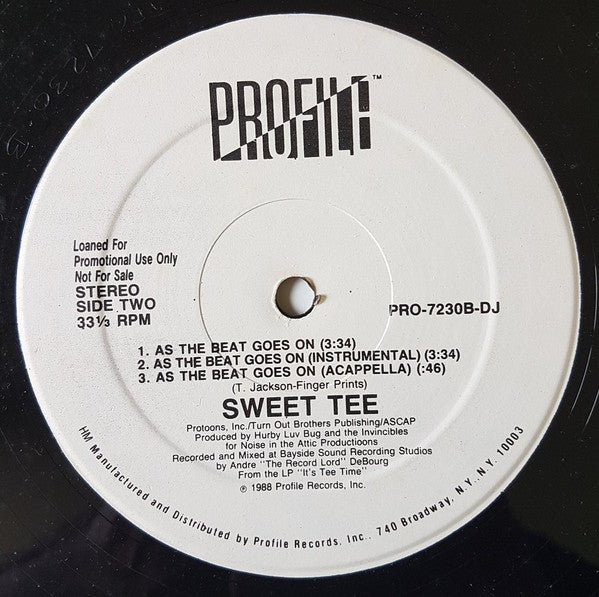 PROFILE™
Loaned For
Promotional Use Only
Not For Sale
STEREO
SIDE TWO
33⅓ RPM
PRO-7230B-DJ
1. AS THE BEAT GOES ON (3:34)
2. AS THE BEAT GOES ON (INSTRUMENTAL) (3:34)
3. AS THE BEAT GOES ON (ACAPPELLA) (:46)
(T. Jackson-Finger Prints)
SWEET TEE
Protoons, Inc./Turn Out Brothers Publishing/ASCAP
Produced by Hurby Luv Bug and the Invincibles
for Noise in the Attic Productioons
Recorded and Mixed at Bayside Sound Recording Studios
by Andre "The Record Lord" DeBourg
From the LP "It's Tee Time"
℗ 1988 Profile Records, Inc.
HM Manufactured and Distributed by Profile Records, Inc., 740 Broadway, N.Y., N.Y. 10003